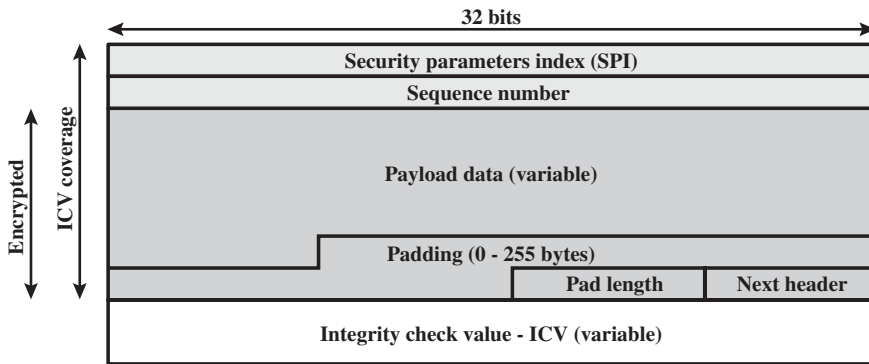 32 bits
Security parameters index (SPI)
Sequence number
Payload data (variable)
Padding (0 - 255 bytes)
Pad length
Next header
Integrity check value - ICV (variable)
Encrypted
ICV coverage